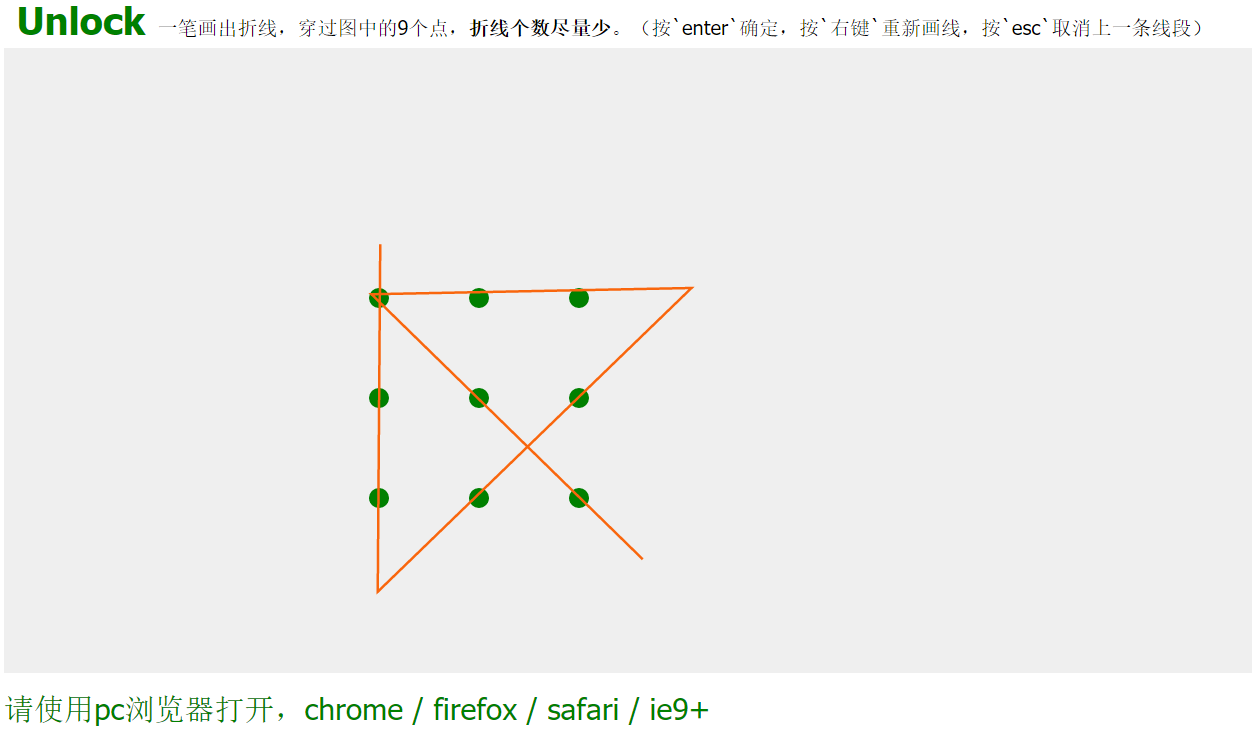 Unlock 一笔画出折线，穿过图中的9个点，折线个数尽量少。（按`enter`确定，按`右键`重新画线，按`esc`取消上一条线段）
请使用pc浏览器打开，chrome / firefox / safari / ie9+